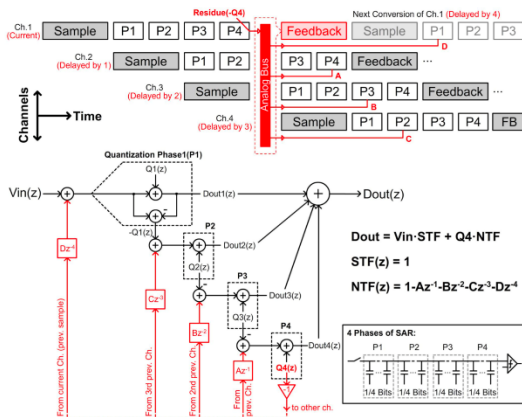 Residue(-Q4)
Next Conversion of Ch.1 (Delayed by 4)
Ch.1
(Current)
Sample P1 P2 P3 P4 Feedback Sample P1 P2 P3
D
Ch.2
(Delayed by 1)
Sample P1 P2 P3 P4 Feedback ...
A
Ch.3
(Delayed by 2)
Sample P1 P2 P3 P4 Feedback ...
B
Ch.4
(Delayed by 3)
Sample P1 P2 P3 P4 FB
C
Analog Bus
Channels
Time
Quantization Phase1(P1)
Q1(z)
Vin(z) Dout1(z) Dout(z)
-Q1(z)
P2
Dz-4
Dout2(z)
Q2(z)
Dout = Vin·STF + Q4·NTF
P3
STF(z) = 1
Cz-3
Dout3(z)
NTF(z) = 1-Az-1-Bz-2-Cz-3-Dz-4
Q3(z)
Bz-2
P4
Dout4(z)
4 Phases of SAR:
P1 P2 P3 P4
Az-1
Q4(z)
-1
1/4 Bits 1/4 Bits 1/4 Bits 1/4 Bits
From current Ch. (prev. sample)
From 3rd prev. Ch.
From 2nd prev. Ch.
From prev. Ch.
to other ch.